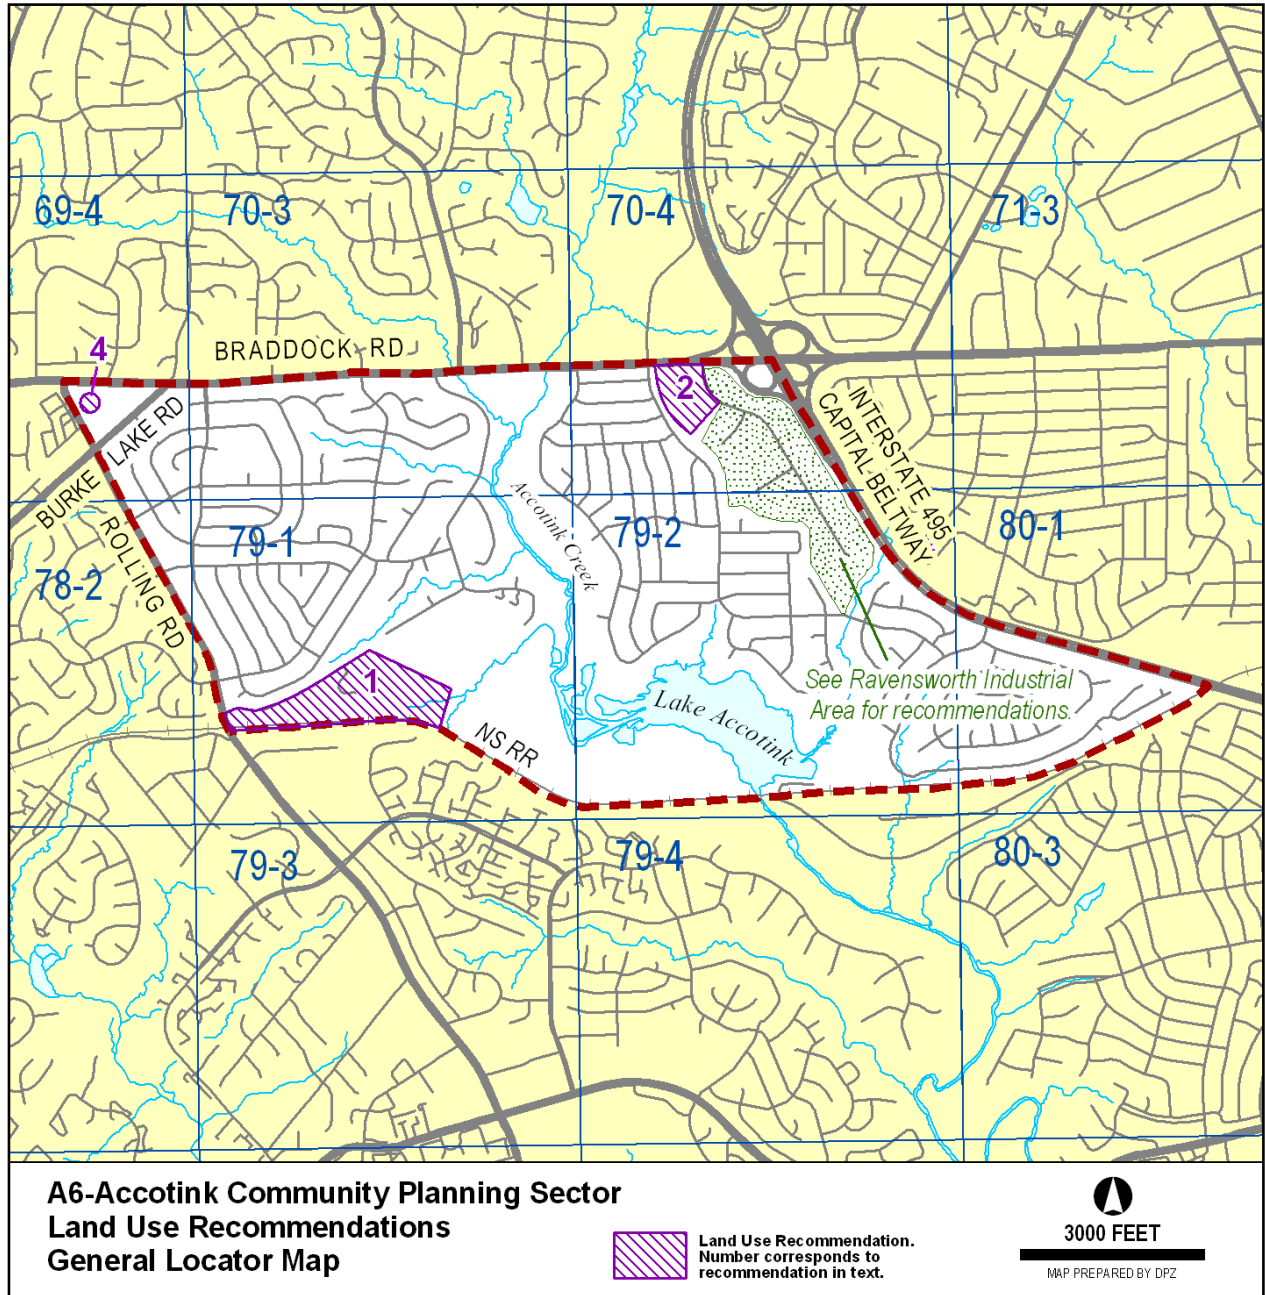 69-4
70-3
70-4
71-3
4
BRADDOCK RD
2
BURKE LAKE RD
INTERSTATE 495
CAPITAL BELTWAY
ROLLING RD
Accotink Creek
79-1
79-2
80-1
78-2
1
See Ravensworth Industrial
Area for recommendations.
Lake Accotink
NS RR
79-3
79-4
80-3
A6-Accotink Community Planning Sector
Land Use Recommendations
General Locator Map
Land Use Recommendation.
Number corresponds to
recommendation in text.
3000 FEET
MAP PREPARED BY DPZ